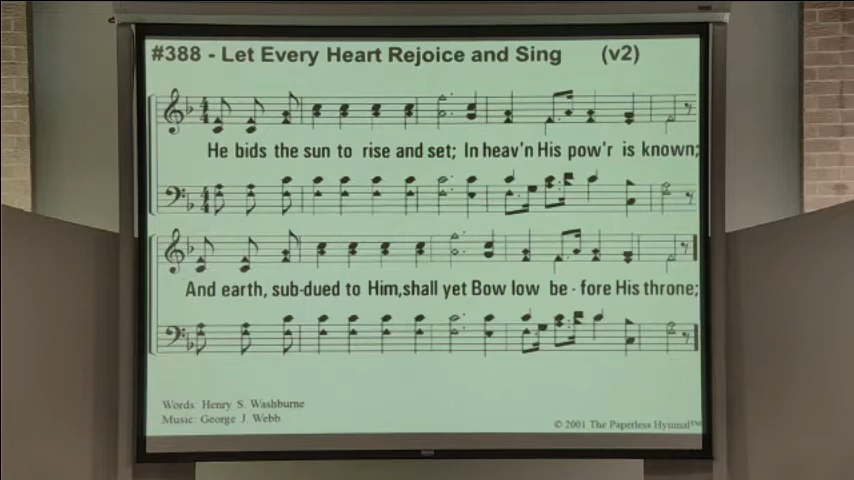 #388 - Let Every Heart Rejoice and Sing (v2)
He bids the sun to rise and set; In heav'n His pow'r is known;
And earth, sub-dued to Him, shall yet Bow low be - fore His throne;
Words: Henry S. Washburne
Music: George J. Webb
© 2001 The Paperless Hymnal™